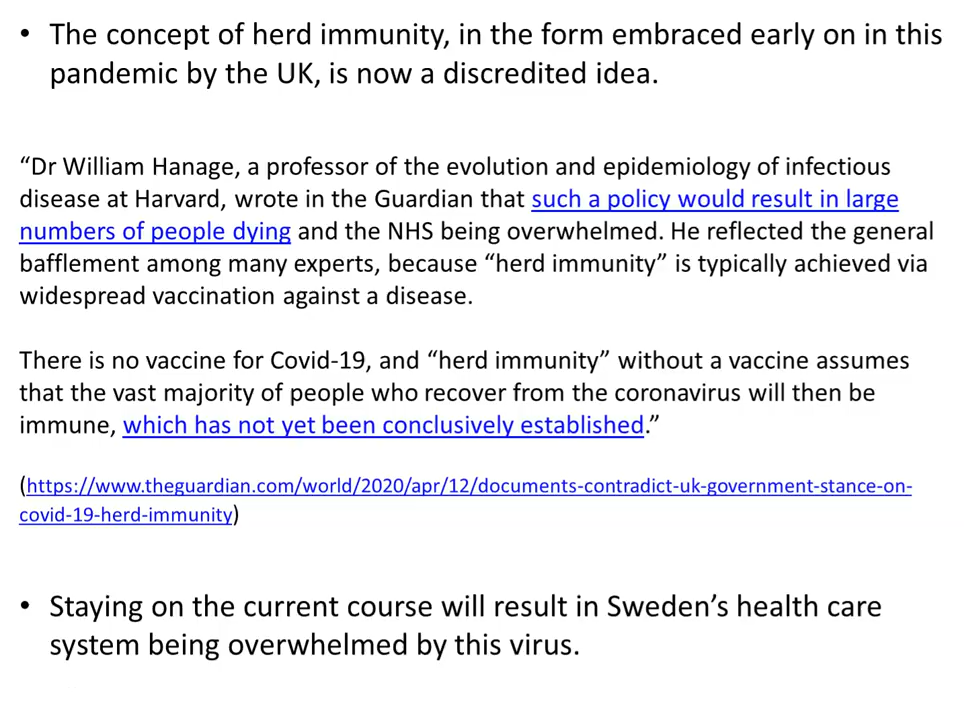 • The concept of herd immunity, in the form embraced early on in this
pandemic by the UK, is now a discredited idea.
“Dr William Hanage, a professor of the evolution and epidemiology of infectious
disease at Harvard, wrote in the Guardian that such a policy would result in large
numbers of people dying and the NHS being overwhelmed. He reflected the general
bafflement among many experts, because “herd immunity” is typically achieved via
widespread vaccination against a disease.
There is no vaccine for Covid-19, and “herd immunity” without a vaccine assumes
that the vast majority of people who recover from the coronavirus will then be
immune, which has not yet been conclusively established.”
(https://www.theguardian.com/world/2020/apr/12/documents-contradict-uk-government-stance-on-
covid-19-herd-immunity)
• Staying on the current course will result in Sweden’s health care
system being overwhelmed by this virus.